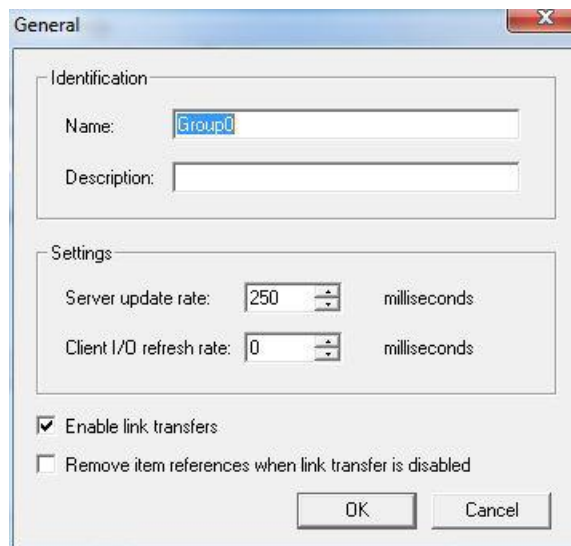 General
Identification
Name: Group0
Description:
Settings
Server update rate: 250 milliseconds
Client I/O refresh rate: 0 milliseconds
Enable link transfers
Remove item references when link transfer is disabled
OK Cancel